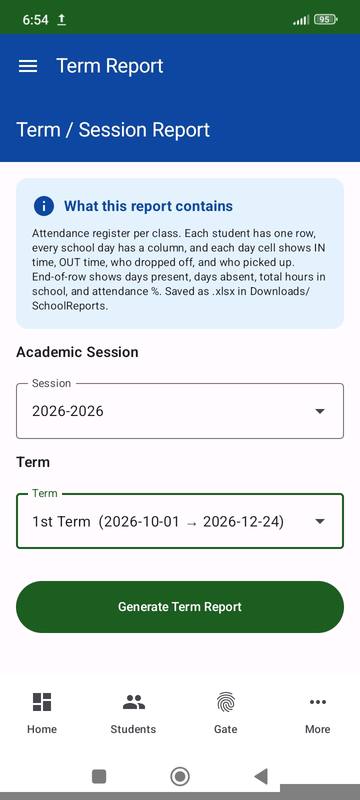 6:54
95
Term Report
Term / Session Report
What this report contains
Attendance register per class. Each student has one row,
every school day has a column, and each day cell shows IN
time, OUT time, who dropped off, and who picked up.
End-of-row shows days present, days absent, total hours in
school, and attendance %. Saved as .xlsx in Downloads/
SchoolReports.
Academic Session
Session
2026-2026
Term
Term
1st Term (2026-10-01 → 2026-12-24)
Generate Term Report
Home
Students
Gate
More